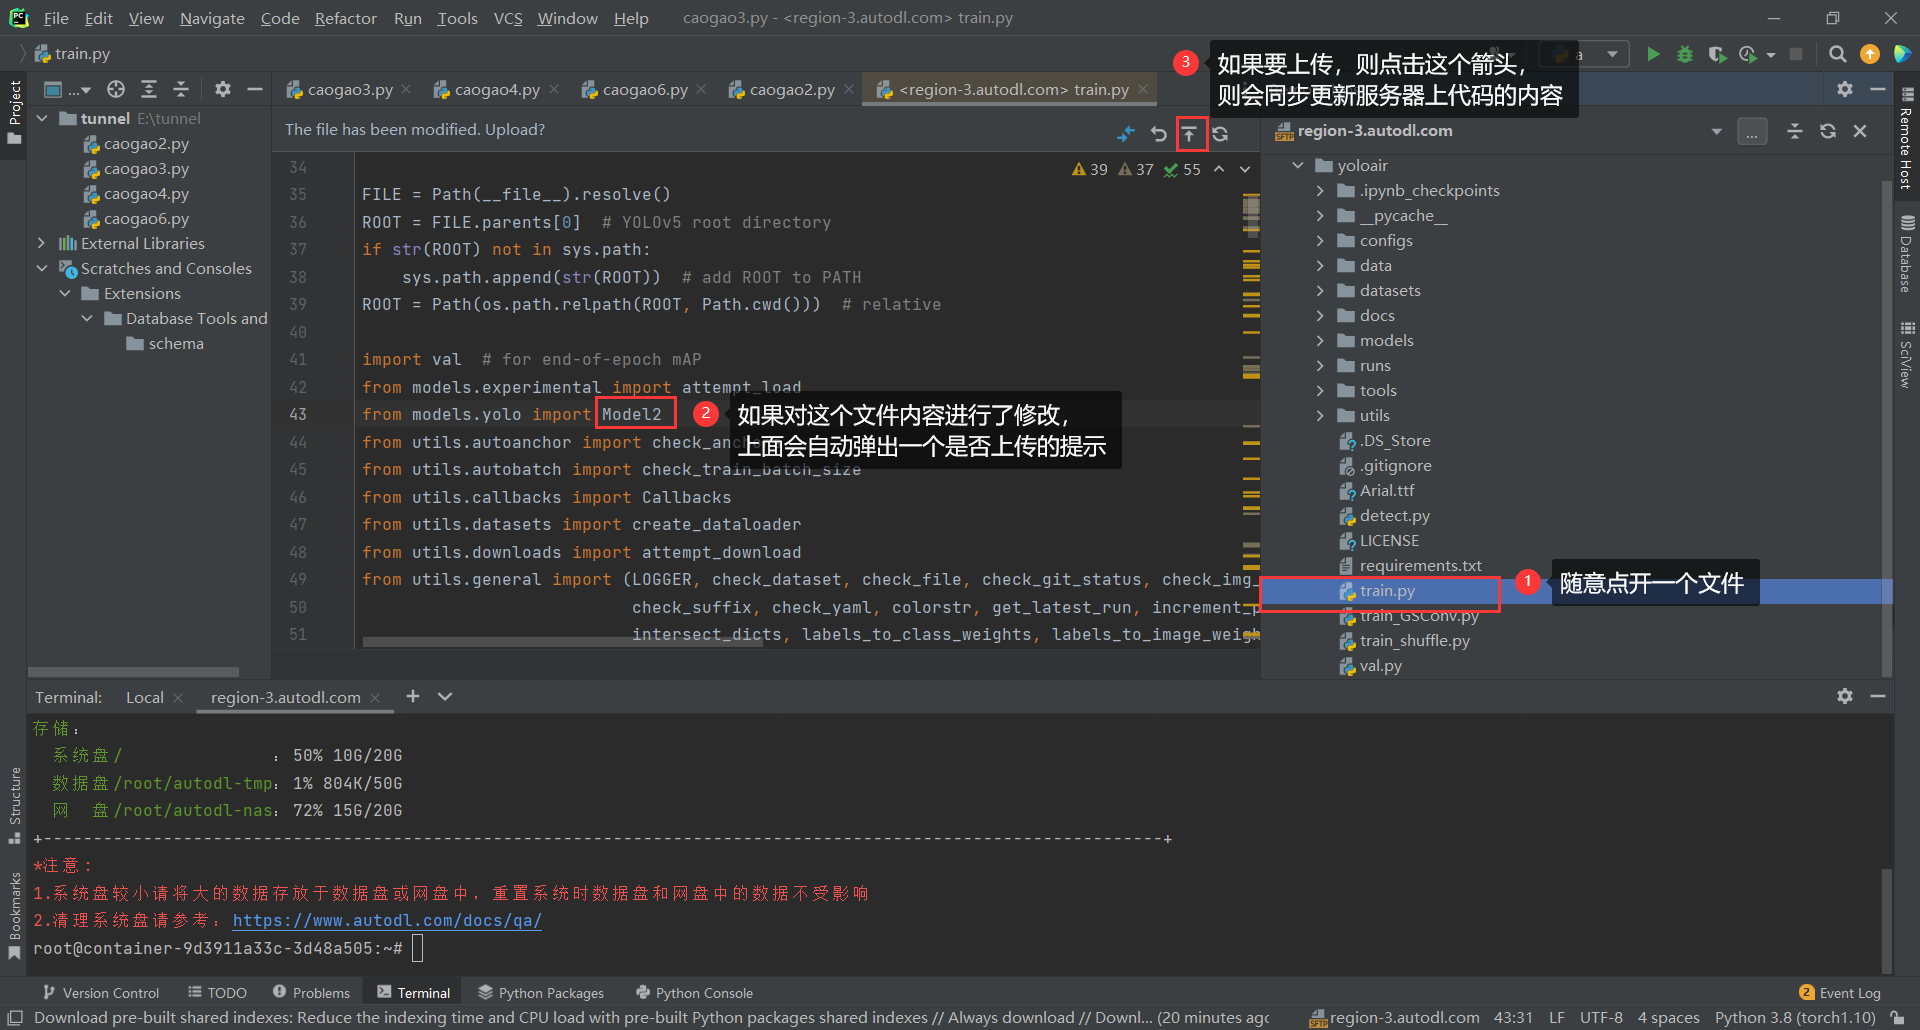 File Edit View Navigate Code Refactor Run Tools VCS Window Help caogao3.py - <region-3.autodl.com> train.py
train.py
3 如果要上传，则点击这个箭头，
则会同步更新服务器上代码的内容
Project
caogao3.py caogao4.py caogao6.py caogao2.py <region-3.autodl.com> train.py
tunnel E:\tunnel
caogao2.py
caogao3.py
caogao4.py
caogao6.py
External Libraries
Scratches and Consoles
Extensions
Database Tools and
schema
The file has been modified. Upload?
39 37 55
34
35 FILE = Path(__file__).resolve()
36 ROOT = FILE.parents[0]  # YOLOv5 root directory
37 if str(ROOT) not in sys.path:
38     sys.path.append(str(ROOT))  # add ROOT to PATH
39 ROOT = Path(os.path.relpath(ROOT, Path.cwd()))  # relative
40
41 import val  # for end-of-epoch mAP
42 from models.experimental import attempt_load
43 from models.yolo import Model2
44 from utils.autoanchor import check_anc
45 from utils.autobatch import check_train_batch_size
46 from utils.callbacks import Callbacks
47 from utils.datasets import create_dataloader
48 from utils.downloads import attempt_download
49 from utils.general import (LOGGER, check_dataset, check_file, check_git_status, check_img_
50 check_suffix, check_yaml, colorstr, get_latest_run, increment_p
51 intersect_dicts, labels_to_class_weights, labels_to_image_weigh
2 如果对这个文件内容进行了修改，
上面会自动弹出一个是否上传的提示
region-3.autodl.com
yoloair
.ipynb_checkpoints
__pycache__
configs
data
datasets
docs
models
runs
tools
utils
.DS_Store
.gitignore
Arial.ttf
detect.py
LICENSE
requirements.txt
train.py
train_GSConv.py
train_shuffle.py
val.py
1 随意点开一个文件
Remote Host
Database
SciView
Terminal: Local region-3.autodl.com
存储：
系统盘/ ：50% 10G/20G
数据盘/root/autodl-tmp：1% 804K/50G
网 盘/root/autodl-nas：72% 15G/20G
+----------------------------------------------------------------------------------------------------------------+
*注意：
1.系统盘较小请将大的数据存放于数据盘或网盘中，重置系统时数据盘和网盘中的数据不受影响
2.清理系统盘请参考：https://www.autodl.com/docs/qa/
root@container-9d3911a33c-3d48a505:~#
Structure
Bookmarks
Version Control TODO Problems Terminal Python Packages Python Console 2 Event Log
Download pre-built shared indexes: Reduce the indexing time and CPU load with pre-built Python packages shared indexes // Always download // Downl... (20 minutes ago region-3.autodl.com 43:31 LF UTF-8 4 spaces Python 3.8 (torch1.10)